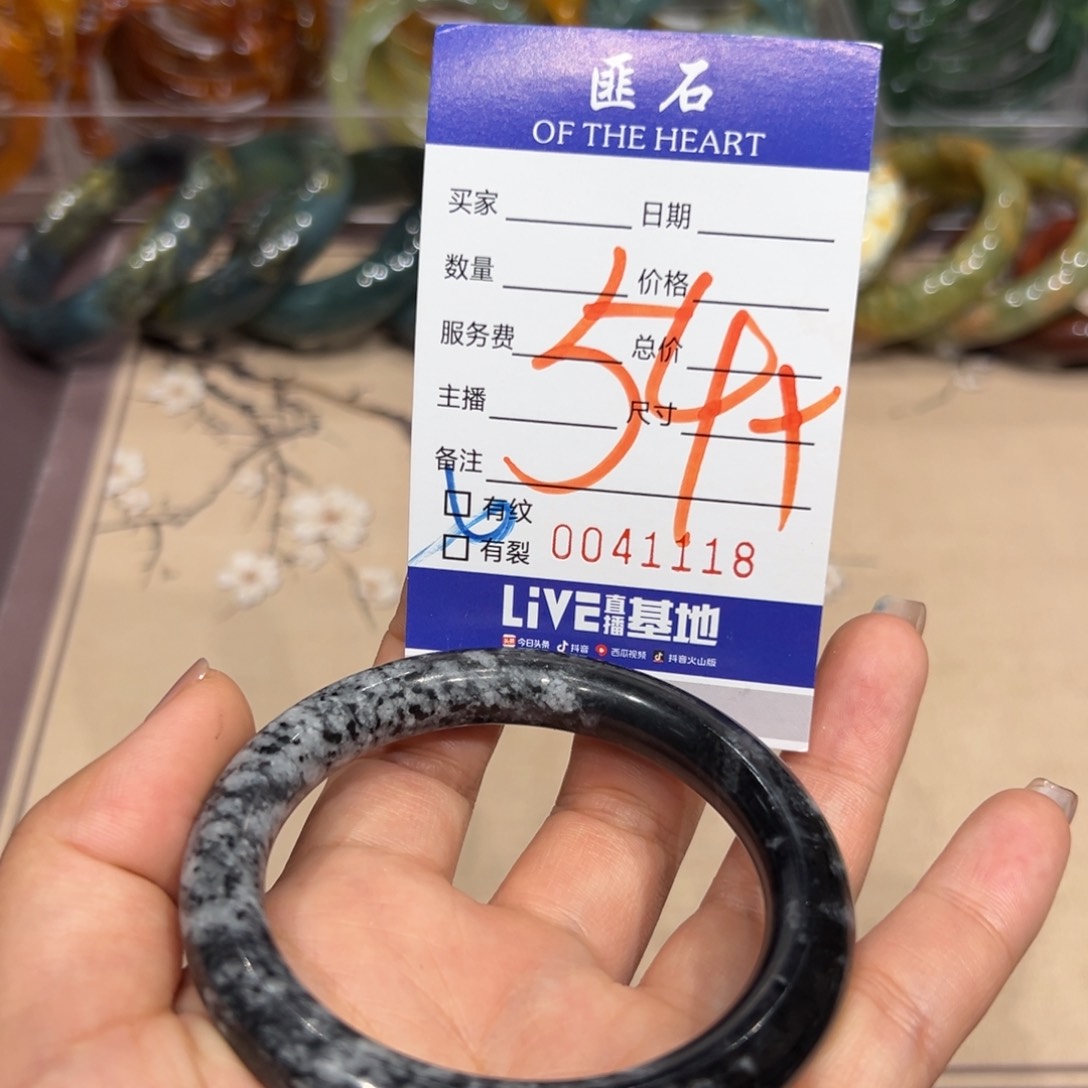 匪石
OF THE HEART
买家 日期
数量 价格
服务费 总价
主播 尺寸
备注
有纹
有裂 0041118
LiVE直播基地
今日头条 抖音 西瓜视频 抖音火山版